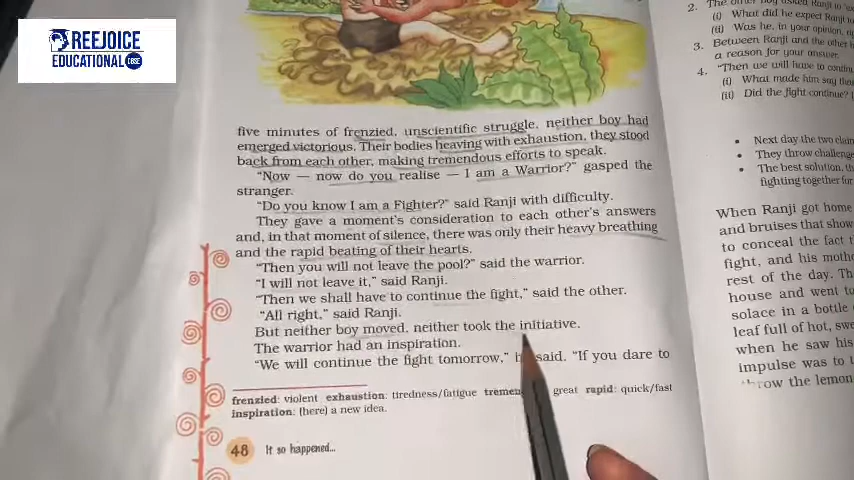 REEJOICE
EDUCATIONAL CBSE
five minutes of frenzied, unscientific struggle, neither boy had
emerged victorious. Their bodies heaving with exhaustion, they stood
back from each other, making tremendous efforts to speak.
“Now — now do you realise — I am a Warrior?” gasped the
stranger.
“Do you know I am a Fighter?” said Ranji with difficulty.
They gave a moment’s consideration to each other’s answers
and, in that moment of silence, there was only their heavy breathing
and the rapid beating of their hearts.
“Then you will not leave the pool?” said the warrior.
“I will not leave it,” said Ranji.
“Then we shall have to continue the fight,” said the other.
“All right,” said Ranji.
But neither boy moved, neither took the initiative.
The warrior had an inspiration.
“We will continue the fight tomorrow,” said. “If you dare to
frenzied: violent exhaustion: tiredness/fatigue great rapid: quick/fast
inspiration: (here) a new idea.
48 It so happened...
2. The other boy asked Ranji to
(i) What did he expect Ranji to
(ii) Was he, in your opinion,
3. Between Ranji and the other
a reason for your answer.
4. “Then we will have to
(i) What made him say
(ii) Did the fight continue?
• Next day the two
• They throw
• The best solution,
fighting together for
When Ranji got home
and bruises that
to conceal the fact
fight, and his
rest of the day. Th
house and went to
solace in a bottle
leaf full of hot,
when he saw his
impulse was to
throw the lemon